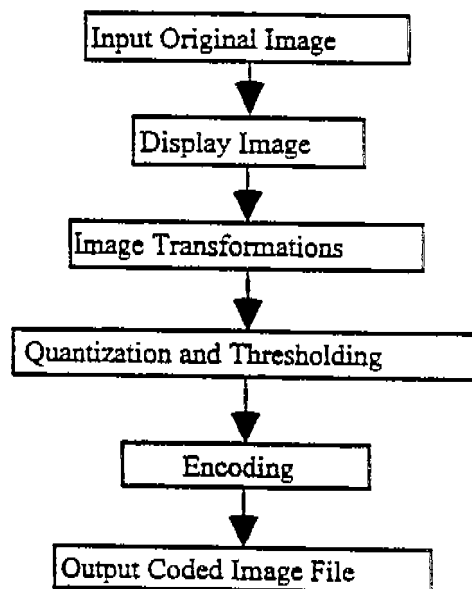 Input Original Image
Display Image
Image Transformations
Quantization and Thresholding
Encoding
Output Coded Image File